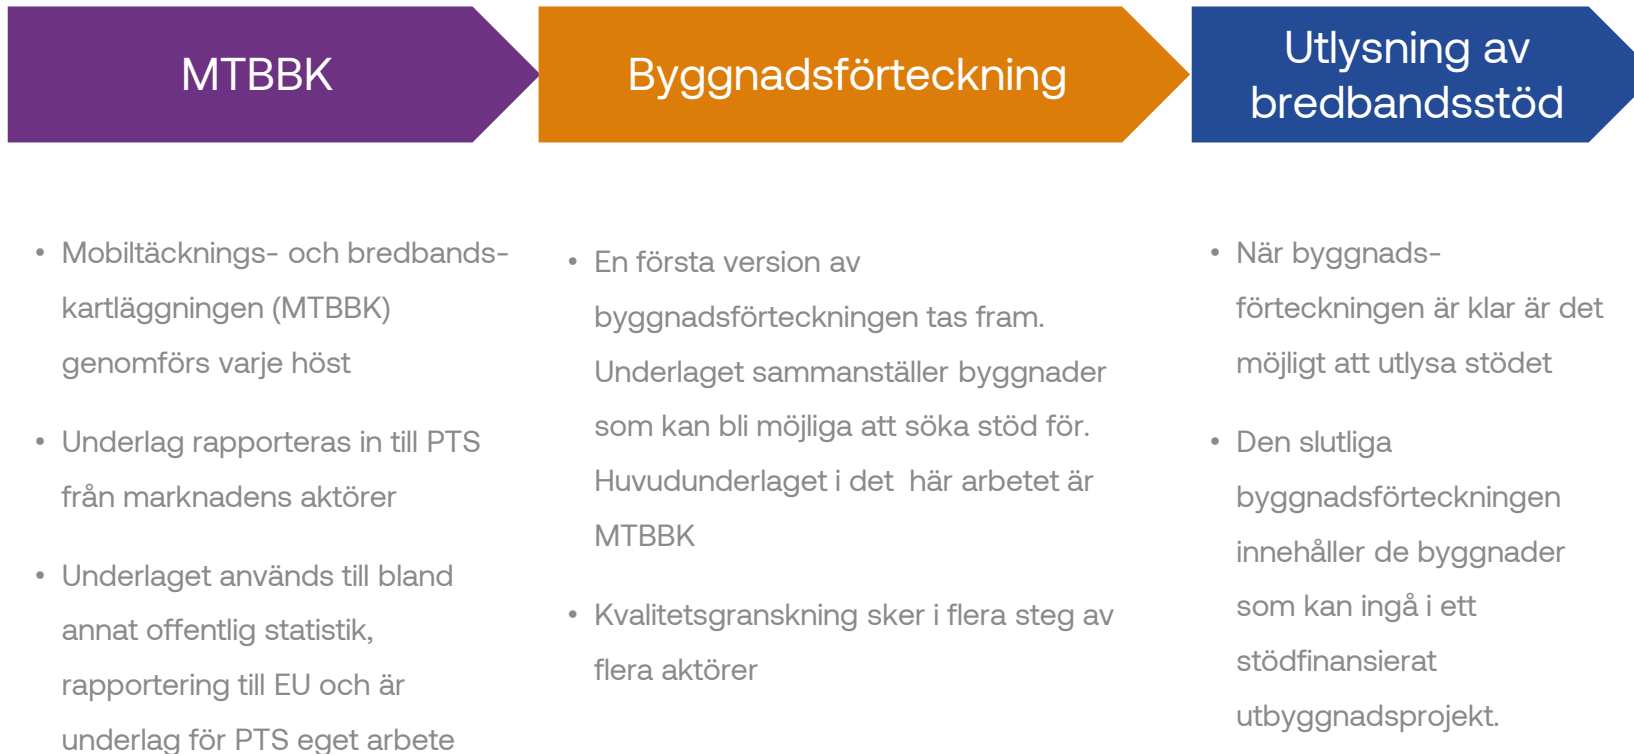 MTBBK
Byggnadsförteckning
Utlysning av
bredbandsstöd
• Mobiltäcknings- och bredbands-
kartläggningen (MTBBK)
genomförs varje höst
• Underlag rapporteras in till PTS
från marknadens aktörer
• Underlaget används till bland
annat offentlig statistik,
rapportering till EU och är
underlag för PTS eget arbete
• En första version av
byggnadsförteckningen tas fram.
Underlaget sammanställer byggnader
som kan bli möjliga att söka stöd för.
Huvudunderlaget i det  här arbetet är
MTBBK
• Kvalitetsgranskning sker i flera steg av
flera aktörer
• När byggnads-
förteckningen är klar är det
möjligt att utlysa stödet
• Den slutliga
byggnadsförteckningen
innehåller de byggnader
som kan ingå i ett
stödfinansierat
utbyggnadsprojekt.